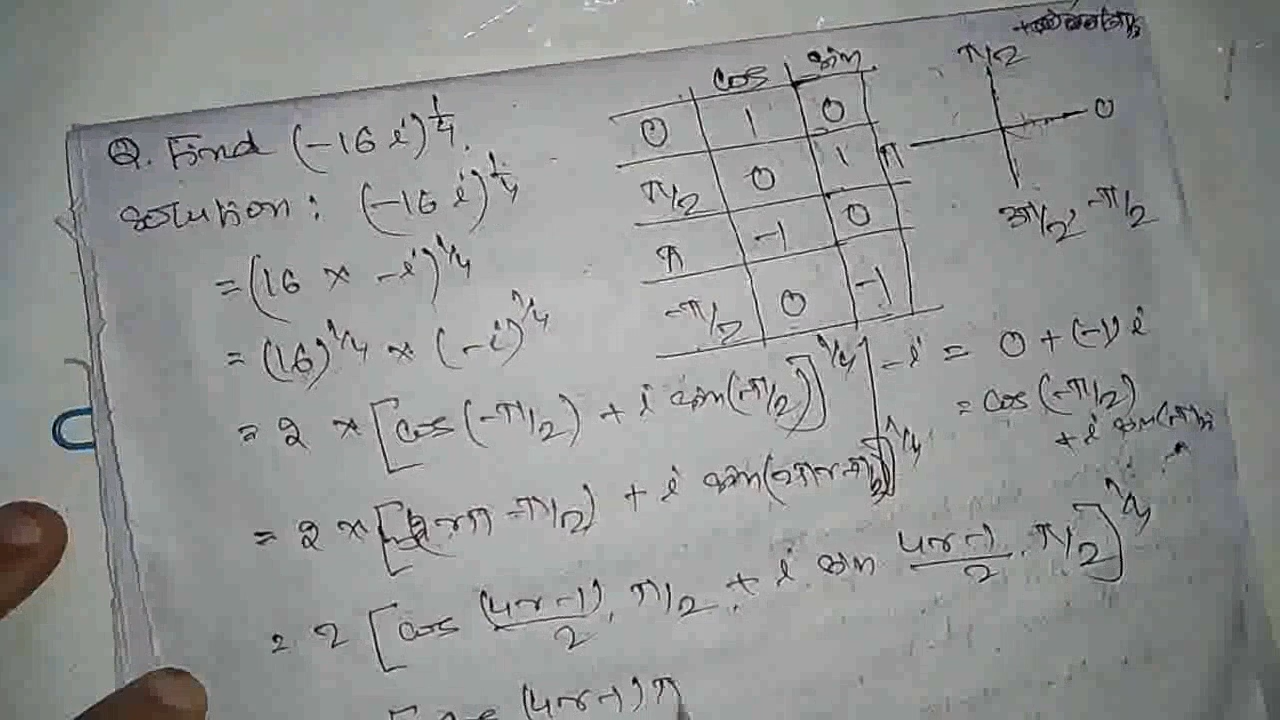 Q. Find (-16 i)^1/4.
solution: (-16 i)^1/4
= (16 × -i)^1/4
= (16)^1/4 × (-i)^1/4
= 2 × [cos(-π/2) + i sin(-π/2)]^1/4
= 2 × [2rπ - π/2) + i sin(2πr-π/2)]^1/4
= 2 [cos (4r-1)/2 . π/2 + i sin 4r-1/2 . π/2]^1/4
(4r-1)π
cos sin
0 1 0
π/2 0 1
π -1 0
-π/2 0 -1
π/2
π 0
3π/2, -π/2
-i = 0 + (-1) i
= cos (-π/2)
+ i sin(-π/2)